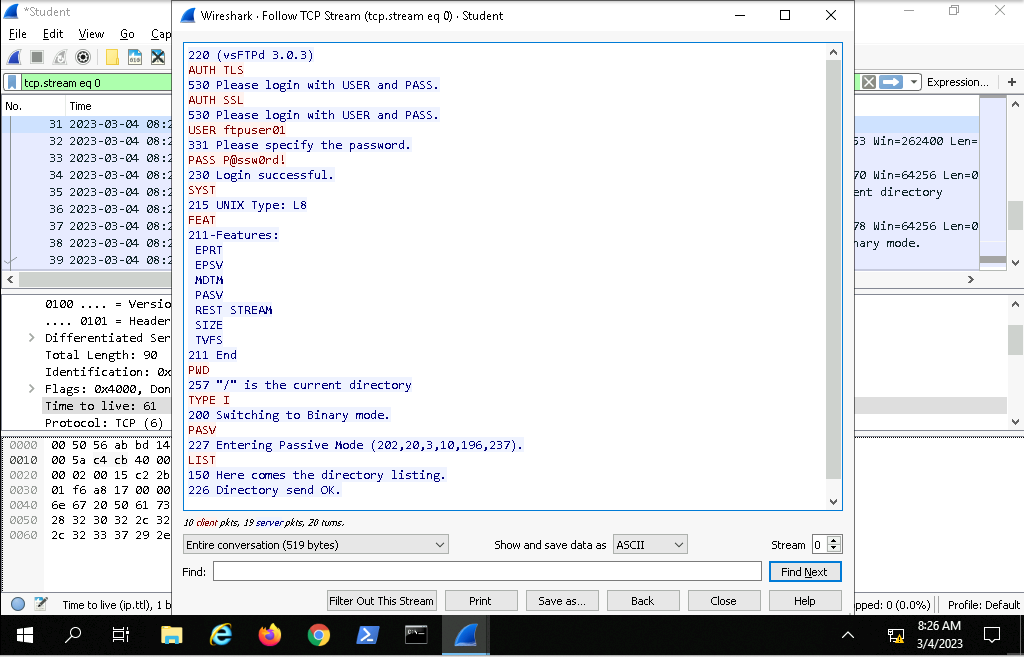 *Student
File Edit View Go Cap
tcp.stream eq 0
Expression...
+
No. Time
31 2023-03-04 08:2
32 2023-03-04 08:2
33 2023-03-04 08:2
34 2023-03-04 08:2
35 2023-03-04 08:2
36 2023-03-04 08:2
37 2023-03-04 08:2
38 2023-03-04 08:2
39 2023-03-04 08:2
53 Win=262400 Len=
70 Win=64256 Len=0
ent directory
78 Win=64256 Len=0
nary mode.
0100 .... = Versio
.... 0101 = Header
Differentiated Ser
Total Length: 90
Identification: 0x
Flags: 0x4000, Don
Time to live: 61
Protocol: TCP (6)
0000 00 50 56 ab bd 14
0010 00 5a c4 cb 40 00
0020 00 02 00 15 c2 2b
0030 01 f6 a8 17 00 00
0040 6e 67 20 50 61 73
0050 28 32 30 32 2c 32
0060 2c 32 33 37 29 2e
Wireshark · Follow TCP Stream (tcp.stream eq 0) · Student
220 (vsFTPd 3.0.3)
AUTH TLS
530 Please login with USER and PASS.
AUTH SSL
530 Please login with USER and PASS.
USER ftpuser01
331 Please specify the password.
PASS P@ssw0rd!
230 Login successful.
SYST
215 UNIX Type: L8
FEAT
211-Features:
EPRT
EPSV
MDTM
PASV
REST STREAM
SIZE
TVFS
211 End
PWD
257 "/" is the current directory
TYPE I
200 Switching to Binary mode.
PASV
227 Entering Passive Mode (202,20,3,10,196,237).
LIST
150 Here comes the directory listing.
226 Directory send OK.
10 client pkts, 19 server pkts, 20 turns.
Entire conversation (519 bytes)
Show and save data as ASCII
Stream 0
Find:
Find Next
Filter Out This Stream
Print
Save as...
Back
Close
Help
Time to live (ip.ttl), 1 b
pped: 0 (0.0%)
Profile: Default
8:26 AM
3/4/2023